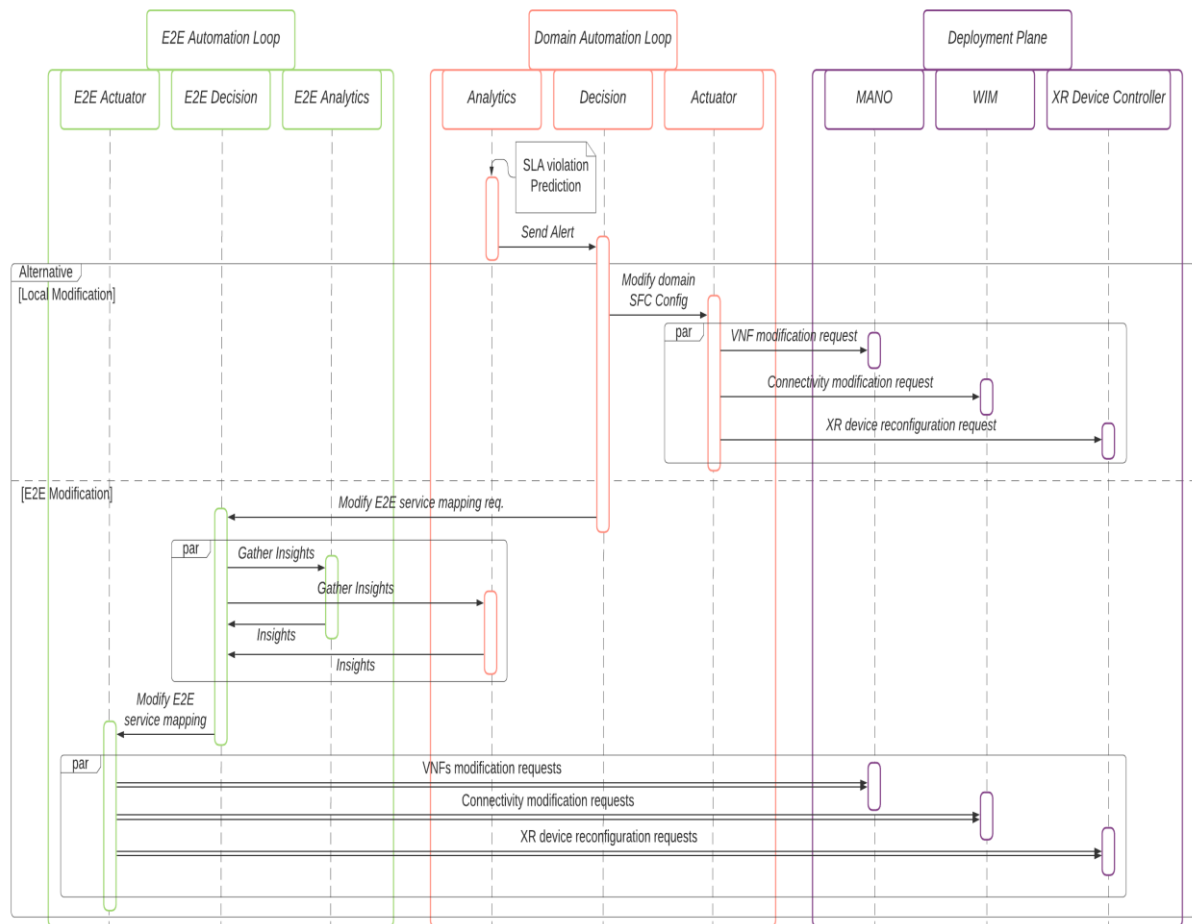 E2E Automation Loop
Domain Automation Loop
Deployment Plane
E2E Actuator
E2E Decision
E2E Analytics
Analytics
Decision
Actuator
MANO
WIM
XR Device Controller
SLA violation
Prediction
Send Alert
Alternative
[Local Modification]
Modify domain
SFC Config
par
VNF modification request
Connectivity modification request
XR device reconfiguration request
[E2E Modification]
Modify E2E service mapping req.
par
Gather Insights
Gather Insights
Insights
Insights
Modify E2E
service mapping
par
VNFs modification requests
Connectivity modification requests
XR device reconfiguration requests